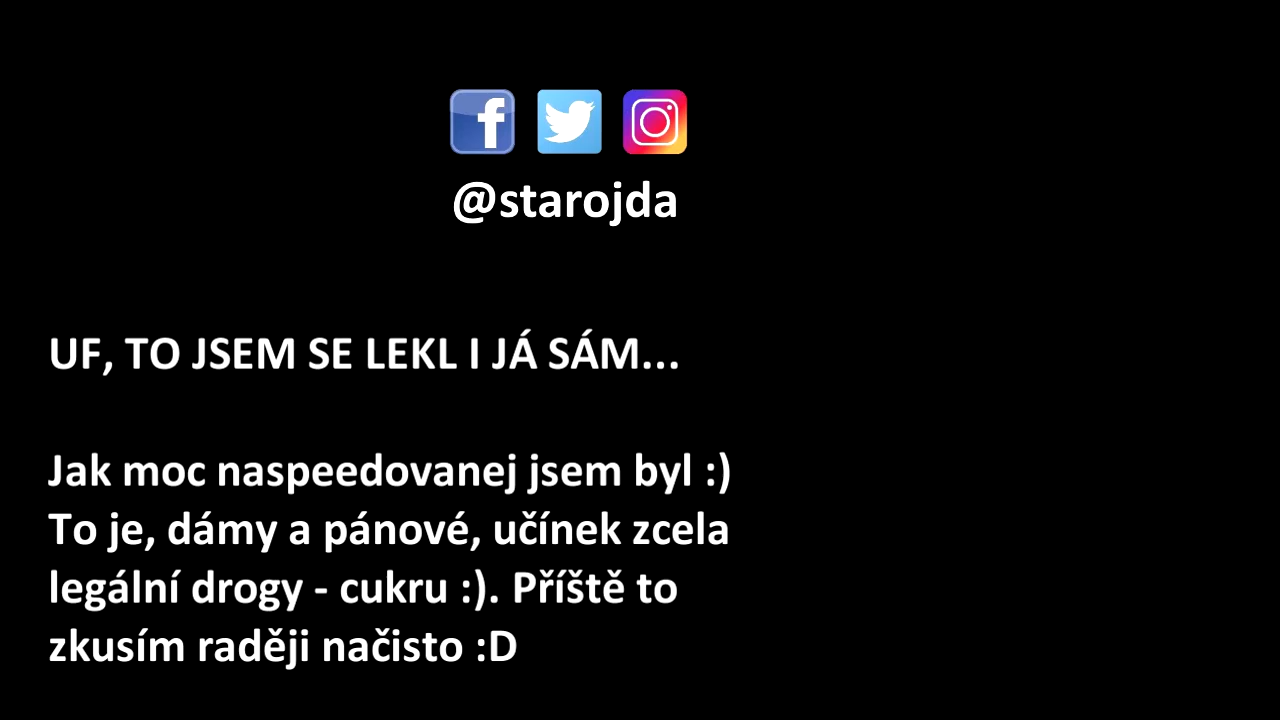 @starojda
UF, TO JSEM SE LEKL I JÁ SÁM...
Jak moc naspeedovanej jsem byl :)
To je, dámy a pánové, učínek zcela
legální drogy - cukru :). Příště to
zkusím raději načisto :D